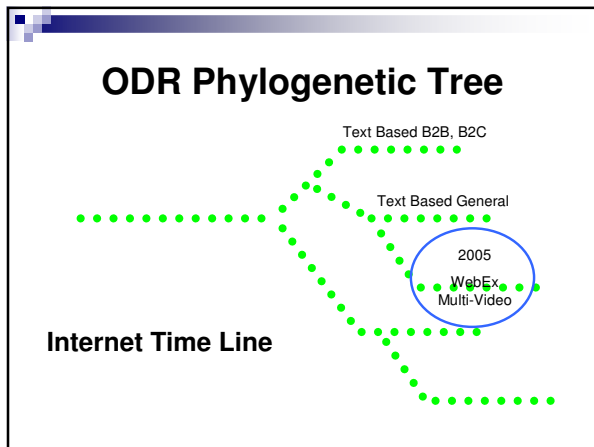 ODR Phylogenetic Tree
Text Based B2B, B2C
Text Based General
2005
WebEx
Multi-Video
Internet Time Line